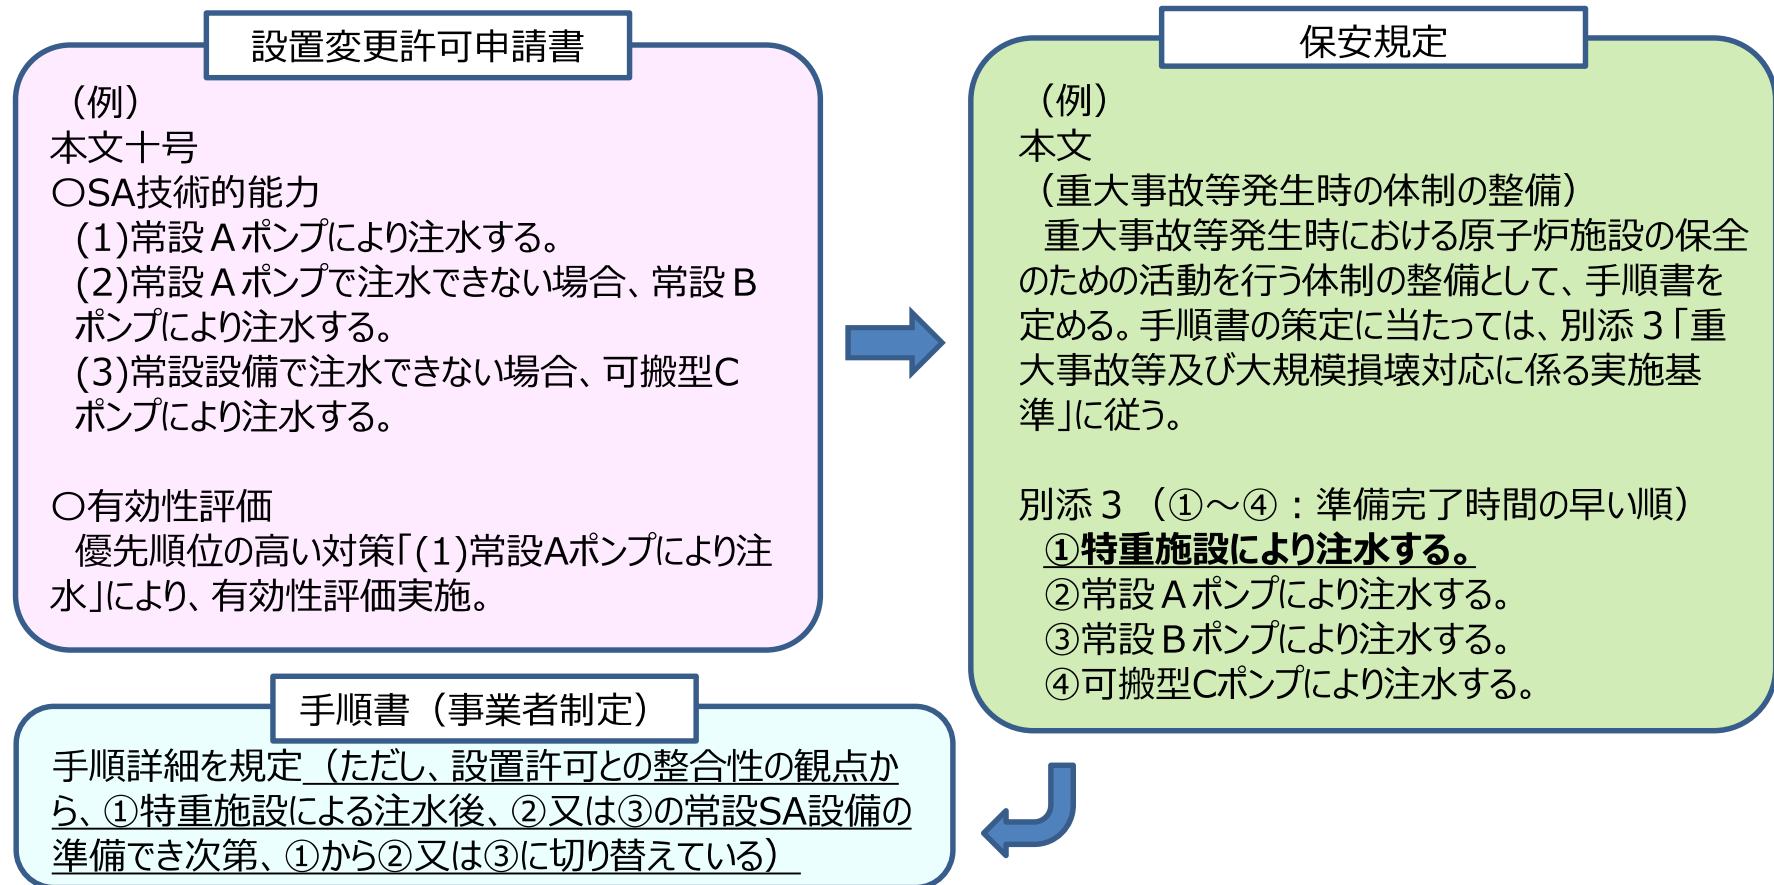 設置変更許可申請書
（例）
本文十号
〇SA技術的能力
(1)常設Ａポンプにより注水する。
(2)常設Ａポンプで注水できない場合、常設Ｂ
ポンプにより注水する。
(3)常設設備で注水できない場合、可搬型C
ポンプにより注水する。
〇有効性評価
優先順位の高い対策「(1)常設Aポンプにより注
水」により、有効性評価実施。
保安規定
（例）
本文
（重大事故等発生時の体制の整備）
重大事故等発生時における原子炉施設の保全
のための活動を行う体制の整備として、手順書を
定める。手順書の策定に当たっては、別添３「重
大事故等及び大規模損壊対応に係る実施基
準」に従う。
別添３（①～④：準備完了時間の早い順）
①特重施設により注水する。
②常設Ａポンプにより注水する。
③常設Ｂポンプにより注水する。
④可搬型Cポンプにより注水する。
手順書（事業者制定）
手順詳細を規定（ただし、設置許可との整合性の観点か
ら、①特重施設による注水後、②又は③の常設SA設備の
準備でき次第、①から②又は③に切り替えている）